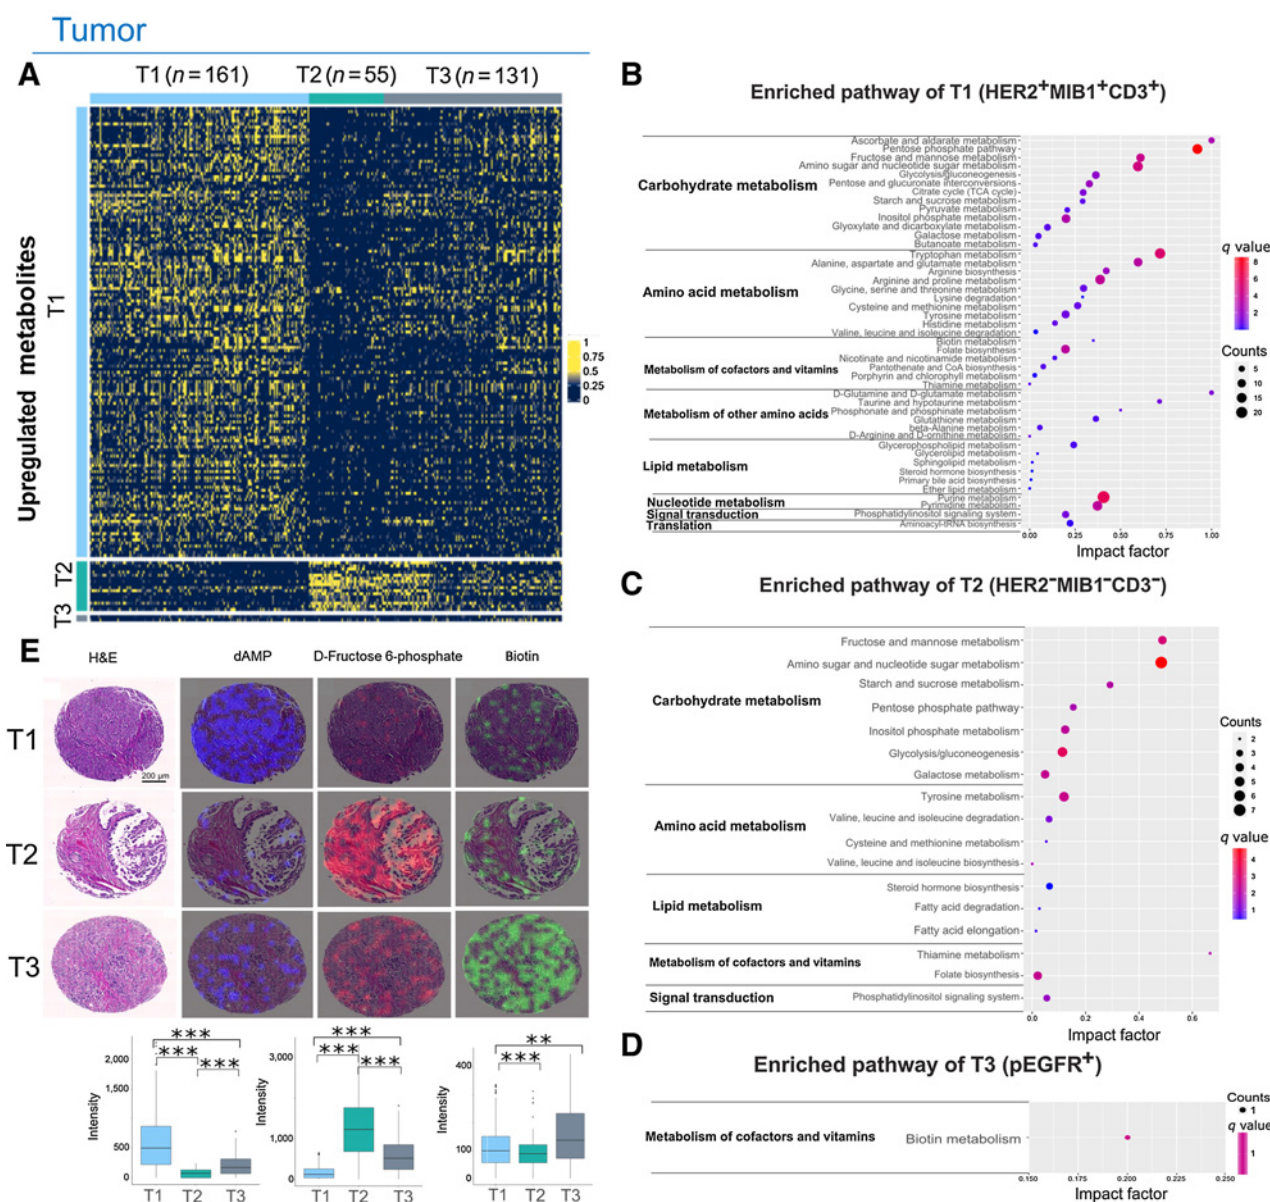 Tumor
A
T1 (n = 161)
T2 (n = 55)
T3 (n = 131)
Upregulated metabolites
T1
T2
T3
1
0.75
0.5
0.25
0
B
Enriched pathway of T1 (HER2+MIB1+CD3+)
Carbohydrate metabolism
Ascorbate and aldarate metabolism
Pentose phosphate pathway
Fructose and mannose metabolism
Amino sugar and nucleotide sugar metabolism
Glycolysis/gluconeogenesis
Pentose and glucuronate interconversions
Citrate cycle (TCA cycle)
Starch and sucrose metabolism
Pyruvate metabolism
Inositol phosphate metabolism
Glyoxylate and dicarboxylate metabolism
Galactose metabolism
Butanoate metabolism
Amino acid metabolism
Tryptophan metabolism
Alanine, aspartate and glutamate metabolism
Arginine biosynthesis
Arginine and proline metabolism
Glycine, serine and threonine metabolism
Lysine degradation
Cysteine and methionine metabolism
Tyrosine metabolism
Histidine metabolism
Valine, leucine and isoleucine degradation
Metabolism of cofactors and vitamins
Biotin metabolism
Folate biosynthesis
Nicotinate and nicotinamide metabolism
Pantothenate and CoA biosynthesis
Porphyrin and chlorophyll metabolism
Thiamine metabolism
Metabolism of other amino acids
D-Glutamine and D-glutamate metabolism
Taurine and hypotaurine metabolism
Phosphonate and phosphinate metabolism
Glutathione metabolism
beta-Alanine metabolism
D-Arginine and D-ornithine metabolism
Lipid metabolism
Glycerophospholipid metabolism
Glycerolipid metabolism
Sphingolipid metabolism
Steroid hormone biosynthesis
Primary bile acid biosynthesis
Ether lipid metabolism
Nucleotide metabolism
Purine metabolism
Pyrimidine metabolism
Signal transduction
Phosphatidylinositol signaling system
Translation
Aminoacyl-tRNA biosynthesis
0.00 0.25 0.50 0.75 1.00
Impact factor
q value
8
6
4
2
Counts
5
10
15
20
C
Enriched pathway of T2 (HER2-MIB1-CD3-)
Carbohydrate metabolism
Fructose and mannose metabolism
Amino sugar and nucleotide sugar metabolism
Starch and sucrose metabolism
Pentose phosphate pathway
Inositol phosphate metabolism
Glycolysis/gluconeogenesis
Galactose metabolism
Amino acid metabolism
Tyrosine metabolism
Valine, leucine and isoleucine degradation
Cysteine and methionine metabolism
Valine, leucine and isoleucine biosynthesis
Lipid metabolism
Steroid hormone biosynthesis
Fatty acid degradation
Fatty acid elongation
Metabolism of cofactors and vitamins
Thiamine metabolism
Folate biosynthesis
Signal transduction
Phosphatidylinositol signaling system
0.0 0.2 0.4 0.6
Impact factor
Counts
2
3
4
5
6
7
q value
4
3
2
1
D
Enriched pathway of T3 (pEGFR+)
Metabolism of cofactors and vitamins
Biotin metabolism
0.150 0.175 0.200 0.225 0.250
Impact factor
Counts
1
q value
1
E
H&E
dAMP
D-Fructose 6-phosphate
Biotin
T1
200 µm
T2
T3
***
***
***
Intensity
2,000
1,500
500
0
T1 T2 T3
***
***
***
Intensity
3,000
1,000
0
T1 T2 T3
**
***
Intensity
400
100
0
T1 T2 T3